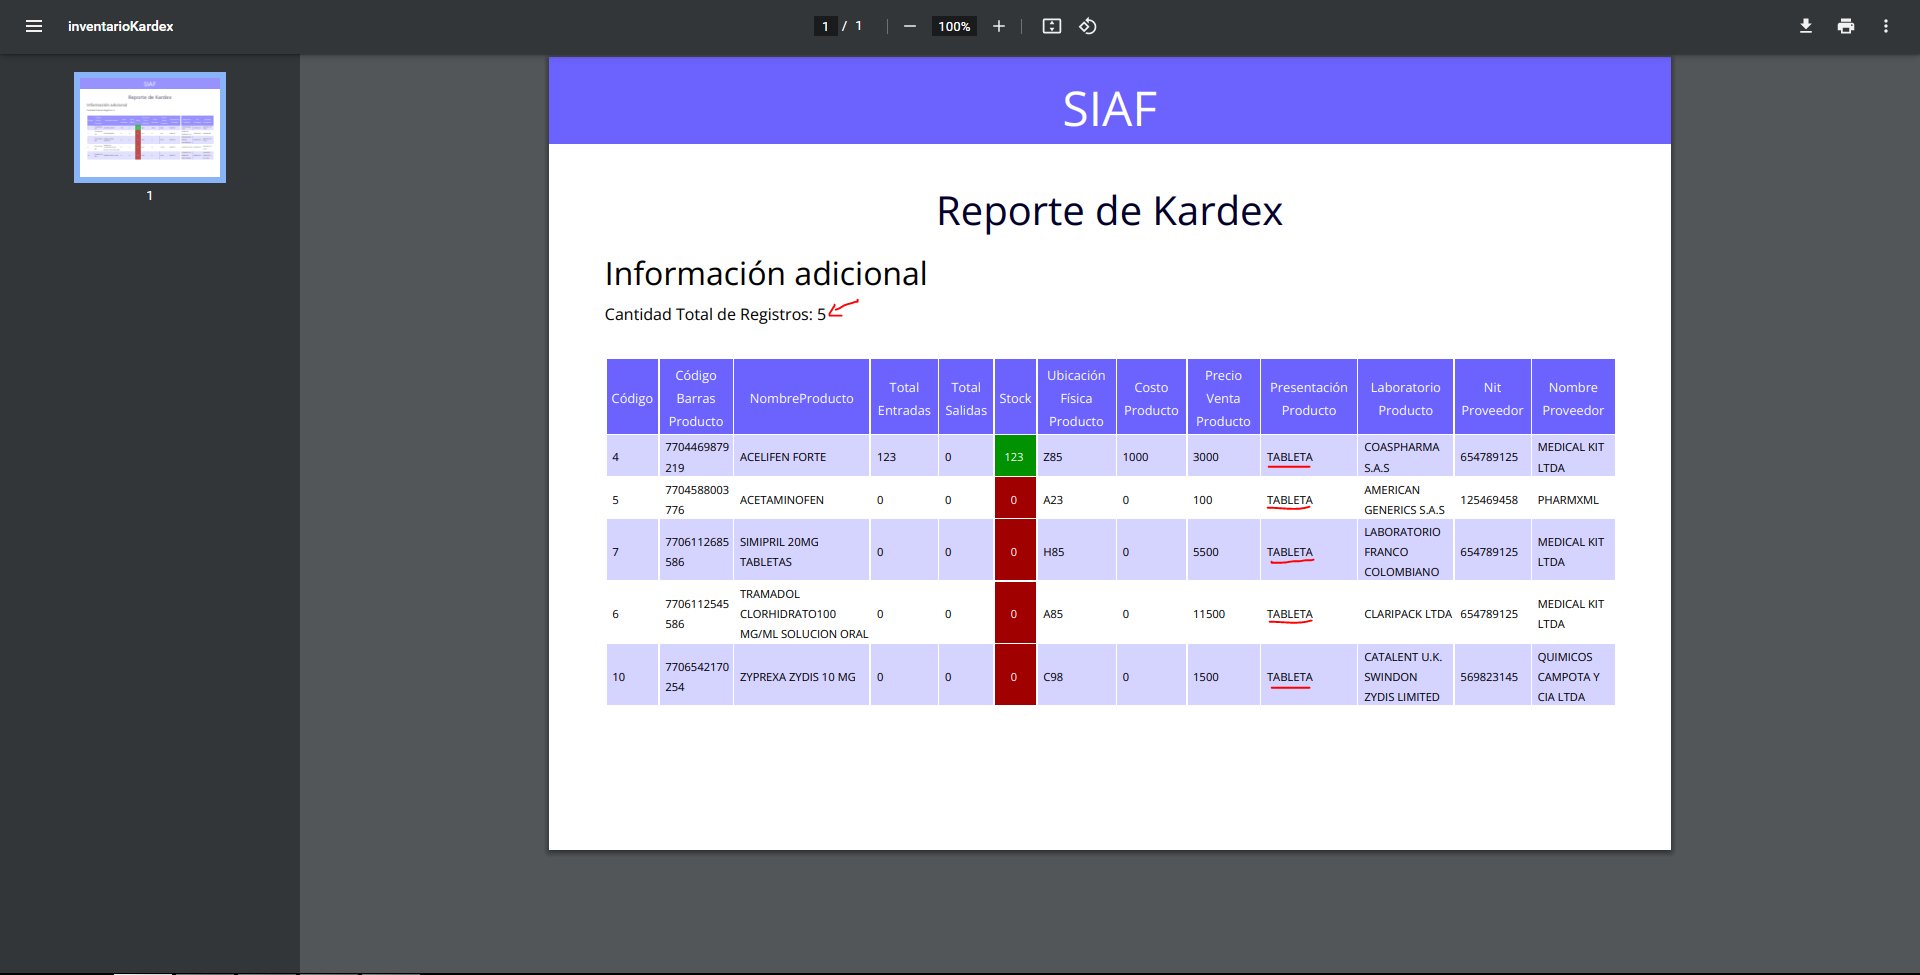 inventarioKardex
1 / 1
100%
1
SIAF
Reporte de Kardex
Información adicional
Cantidad Total de Registros: 5
Código
Código Barras Producto
NombreProducto
Total Entradas
Total Salidas
Stock
Ubicación Física Producto
Costo Producto
Precio Venta Producto
Presentación Producto
Laboratorio Producto
Nit Proveedor
Nombre Proveedor
4 7704469879219 ACELIFEN FORTE 123 0 123 Z85 1000 3000 TABLETA COASPHARMA S.A.S 654789125 MEDICAL KIT LTDA
5 7704588003776 ACETAMINOFEN 0 0 0 A23 0 100 TABLETA AMERICAN GENERICS S.A.S 125469458 PHARMXML
7 7706112685586 SIMIPRIL 20MG TABLETAS 0 0 0 H85 0 5500 TABLETA LABORATORIO FRANCO COLOMBIANO 654789125 MEDICAL KIT LTDA
6 7706112545586 TRAMADOL CLORHIDRATO100 MG/ML SOLUCION ORAL 0 0 0 A85 0 11500 TABLETA CLARIPACK LTDA 654789125 MEDICAL KIT LTDA
10 7706542170254 ZYPREXA ZYDIS 10 MG 0 0 0 C98 0 1500 TABLETA CATALENT U.K. SWINDON ZYDIS LIMITED 569823145 QUIMICOS CAMPOTA Y CIA LTDA